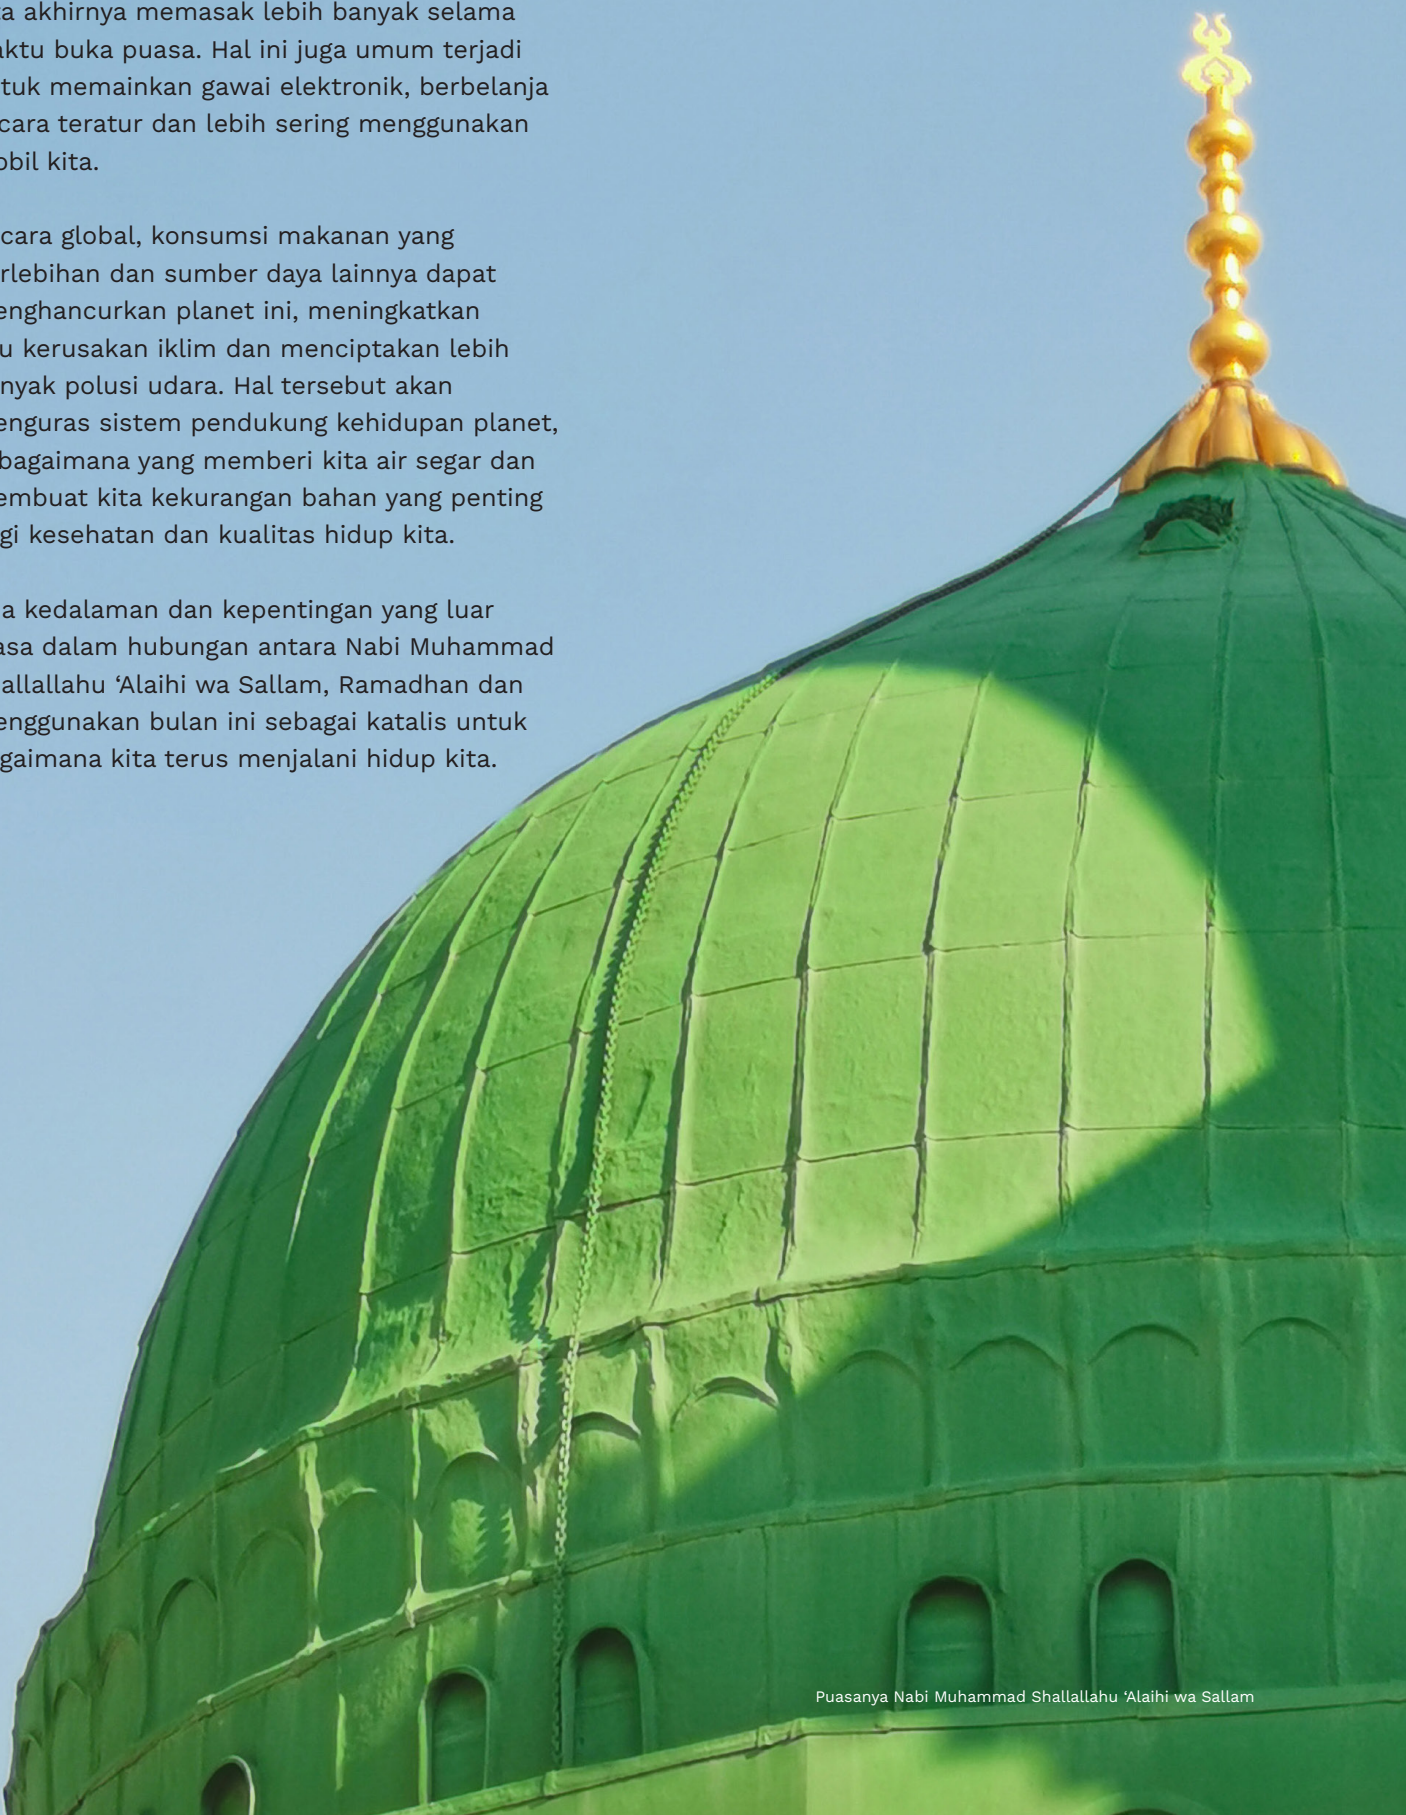 ta akhirnya memasak lebih banyak selama
aktu buka puasa. Hal ini juga umum terjadi
tuk memainkan gawai elektronik, berbelanja
cara teratur dan lebih sering menggunakan
obil kita.
cara global, konsumsi makanan yang
rlebihan dan sumber daya lainnya dapat
enghancurkan planet ini, meningkatkan
u kerusakan iklim dan menciptakan lebih
nyak polusi udara. Hal tersebut akan
enguras sistem pendukung kehidupan planet,
bagaimana yang memberi kita air segar dan
embuat kita kekurangan bahan yang penting
gi kesehatan dan kualitas hidup kita.
a kedalaman dan kepentingan yang luar
asa dalam hubungan antara Nabi Muhammad
allallahu ‘Alaihi wa Sallam, Ramadhan dan
enggunakan bulan ini sebagai katalis untuk
gaimana kita terus menjalani hidup kita.
Puasanya Nabi Muhammad Shallallahu ‘Alaihi wa Sallam